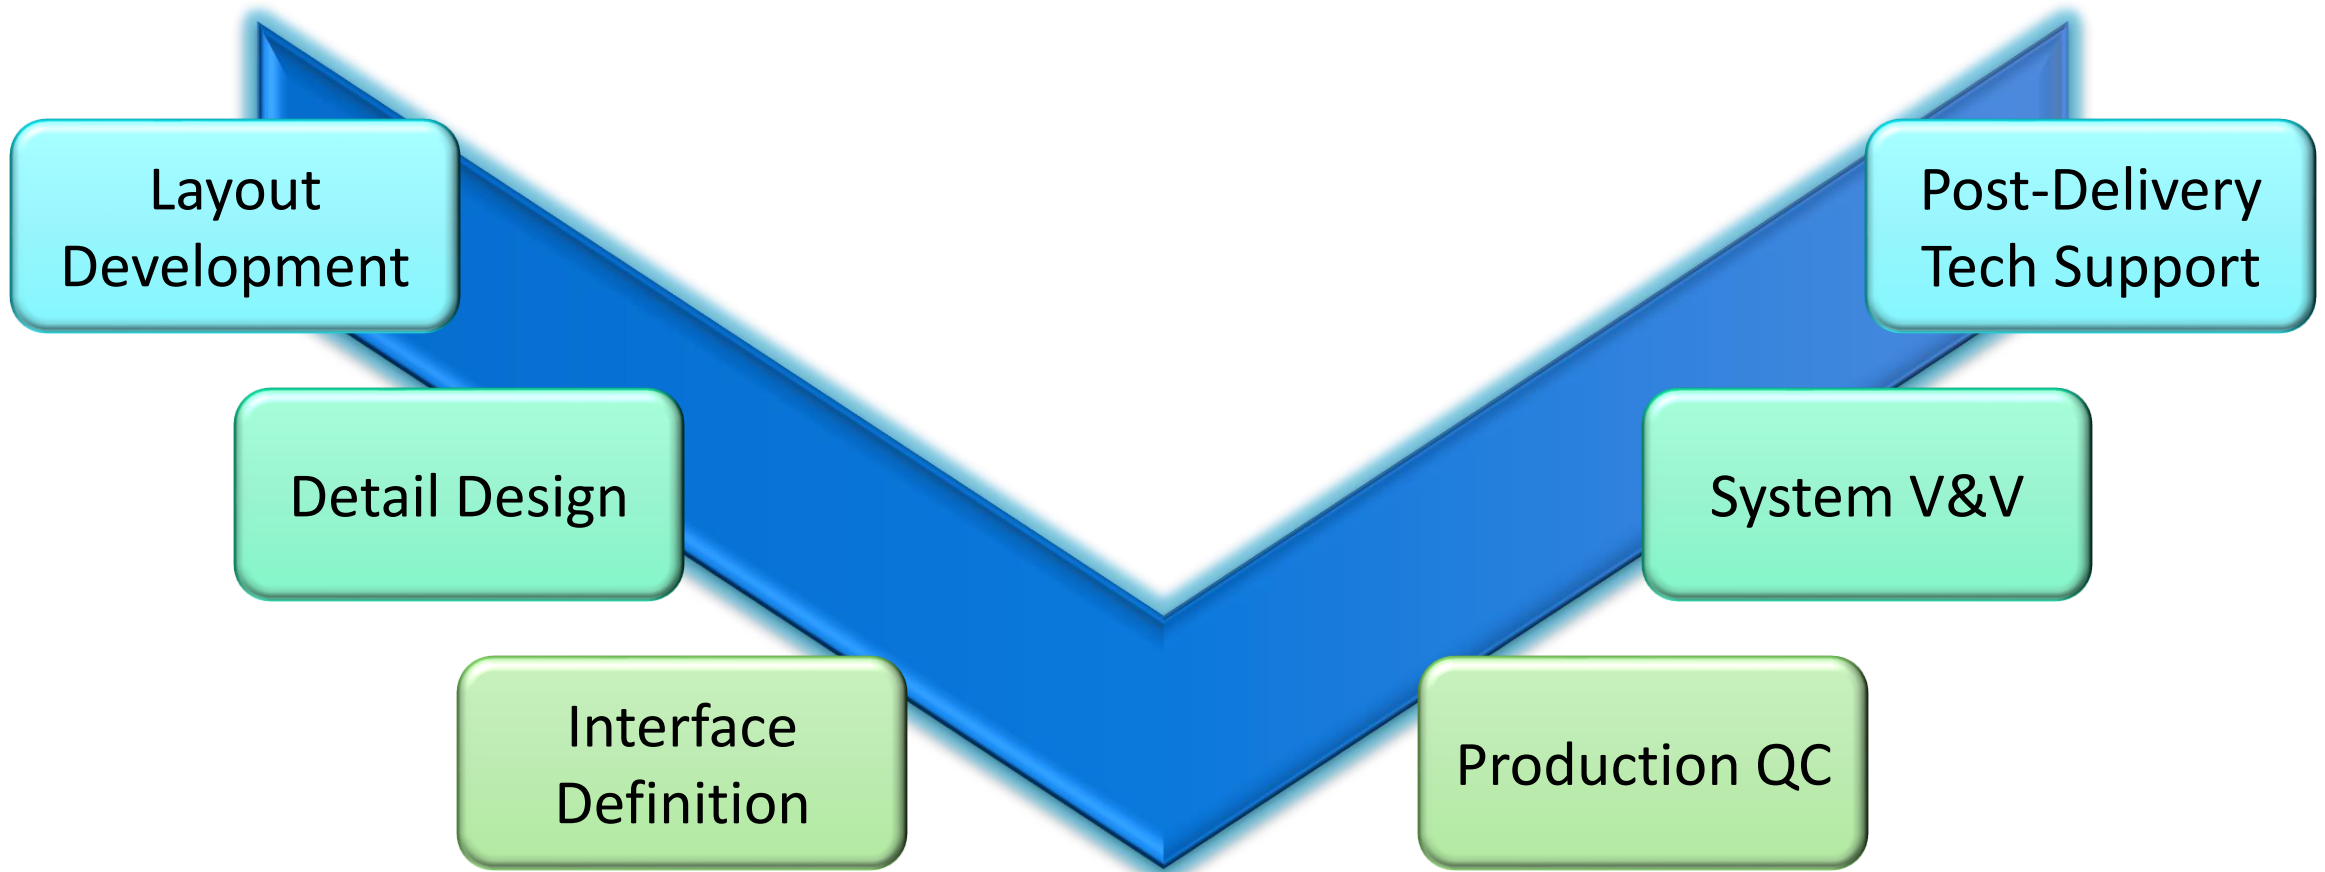 Layout
Development
Post-Delivery
Tech Support
Detail Design
System V&V
Interface
Definition
Production QC